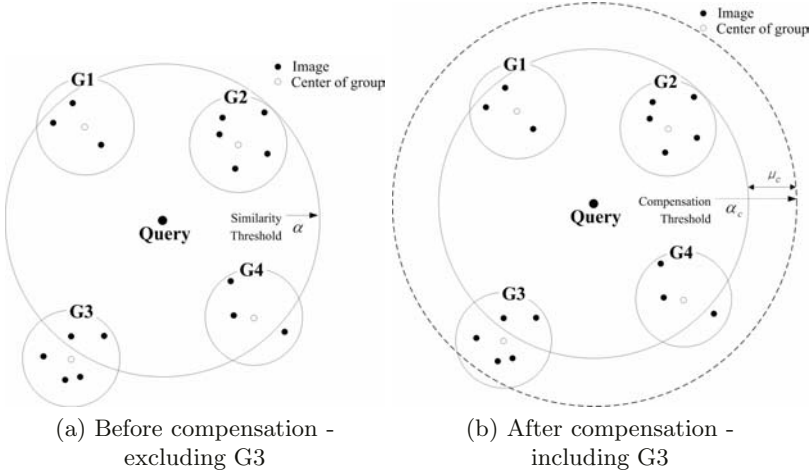 G1
Image
Center of group
G2
Query
Similarity
Threshold
α
G3
G4
(a) Before compensation -
excluding G3
Image
Center of group
G1
G2
Query
Compensation
Threshold
μc
αc
G3
G4
(b) After compensation -
including G3